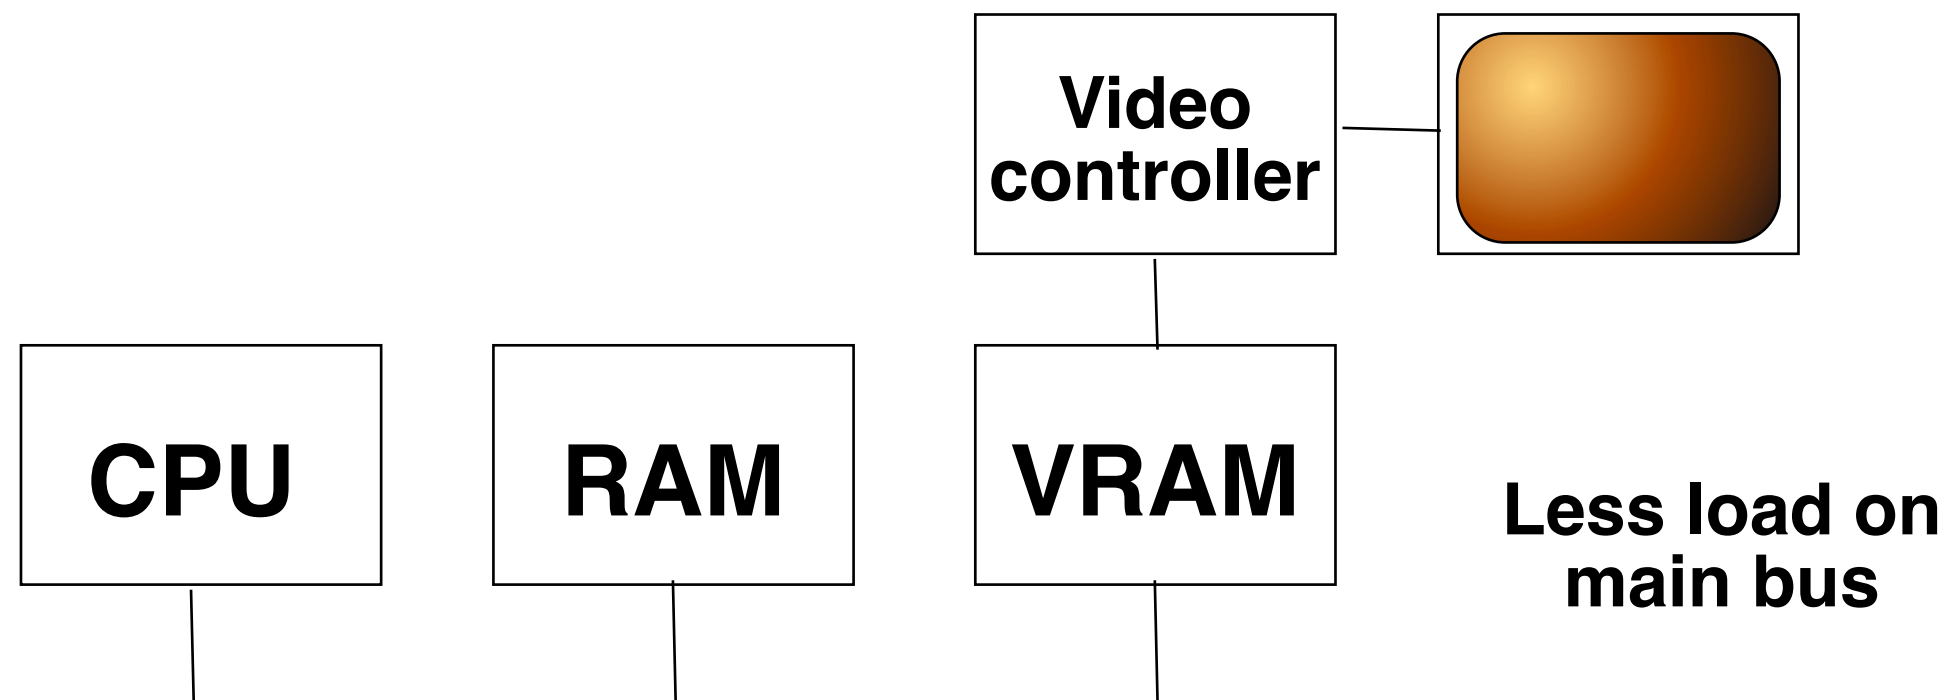 Video
controller
CPU
RAM
VRAM
Less load on
main bus